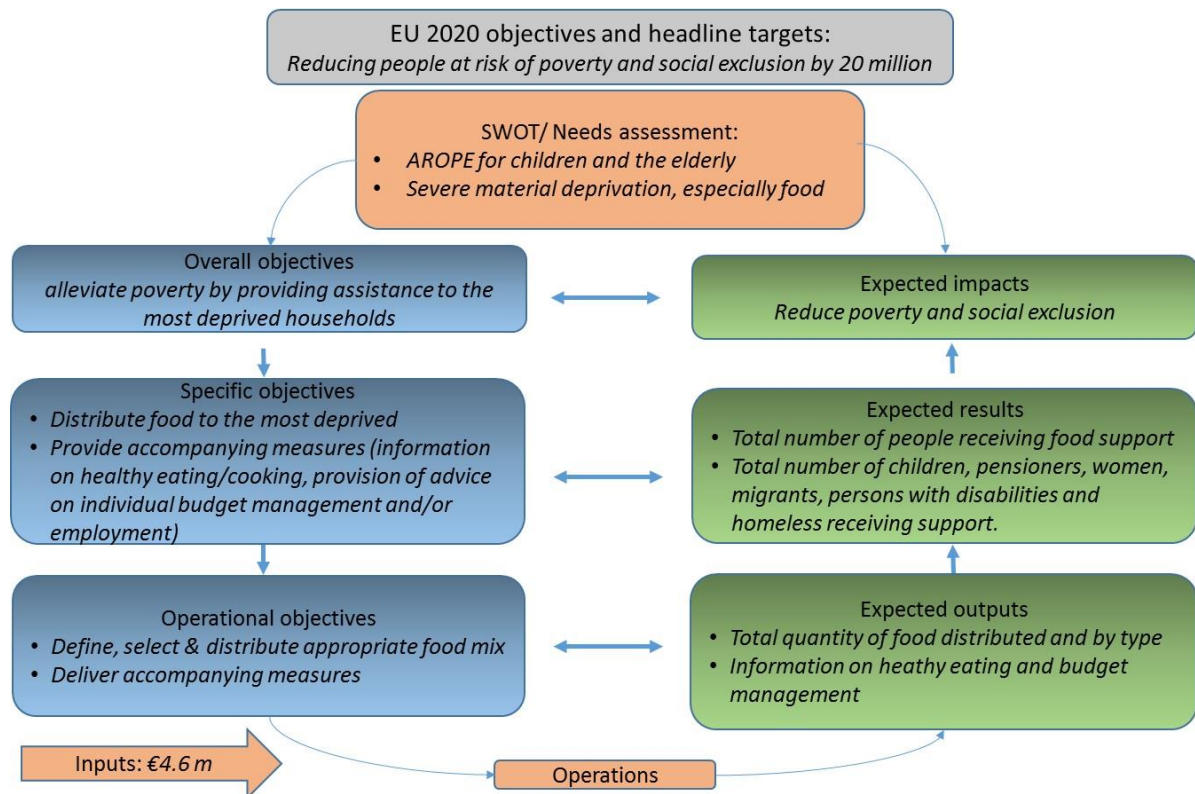 EU 2020 objectives and headline targets:
Reducing people at risk of poverty and social exclusion by 20 million
SWOT/ Needs assessment:
• AROPE for children and the elderly
• Severe material deprivation, especially food
Overall objectives
alleviate poverty by providing assistance to the
most deprived households
Expected impacts
Reduce poverty and social exclusion
Specific objectives
• Distribute food to the most deprived
• Provide accompanying measures (information
on healthy eating/cooking, provision of advice
on individual budget management and/or
employment)
Expected results
• Total number of people receiving food support
• Total number of children, pensioners, women,
migrants, persons with disabilities and
homeless receiving support.
Operational objectives
• Define, select & distribute appropriate food mix
• Deliver accompanying measures
Expected outputs
• Total quantity of food distributed and by type
• Information on heathy eating and budget
management
Inputs: €4.6 m
Operations